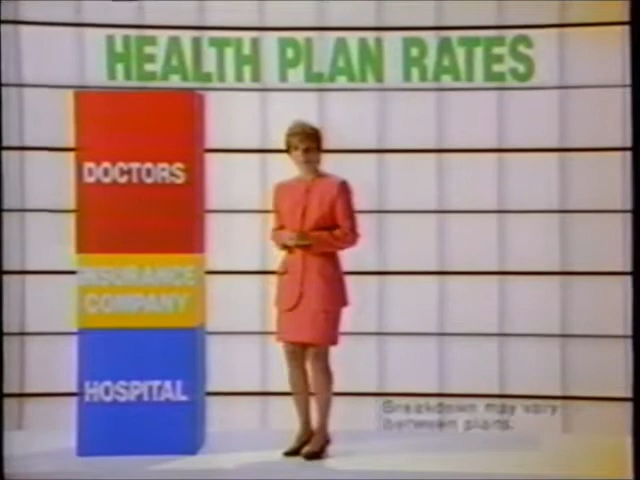 HEALTH PLAN RATES
DOCTORS
INSURANCE
COMPANY
HOSPITAL
Breakdown may vary
between plans.